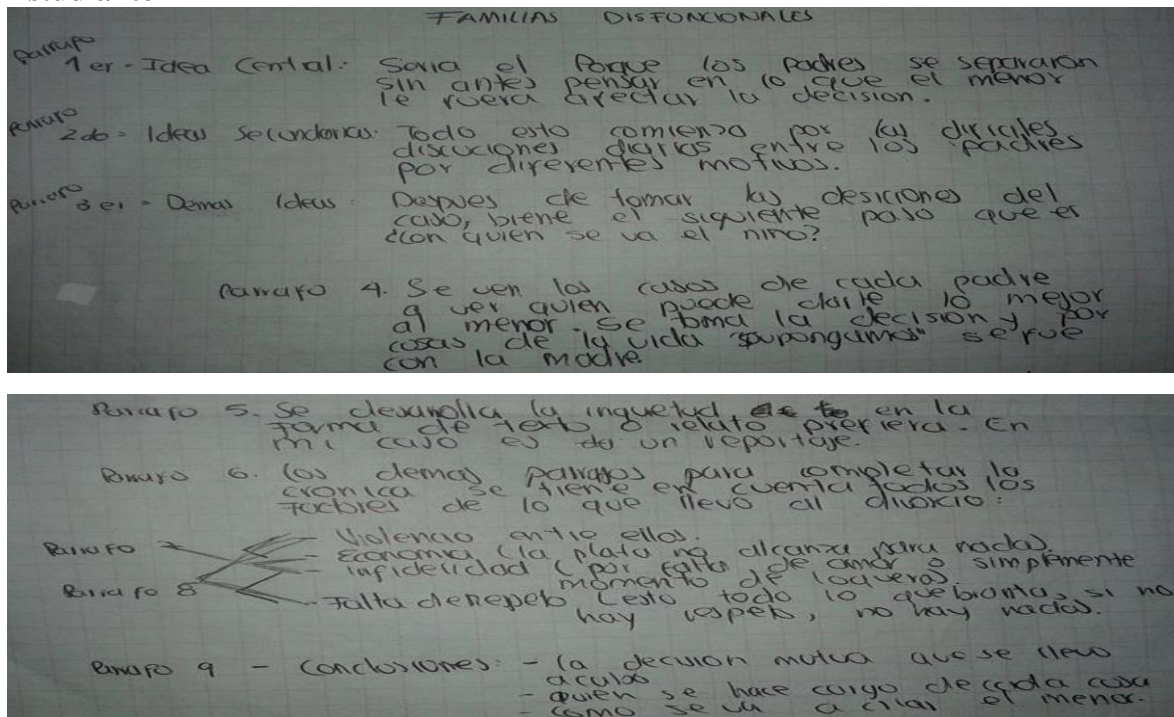 FAMILIAS DISFONCIONALES
Parrafo
1er - Idea Central: Seria el Porque los padres se separaron
sin antes pensar en lo que el menor
le fuera afectar la decision.
Parrafo
2do - Ideas Secundarias. Todo esto comienza por las dificiles
discuciones diarias entre los padres
por diferentes motivos.
Parrafo 3er - Demas Ideas. Despues de tomar las desiciones del
caso, biene el siguiente paso que es
¿con quien se va el niño?
Parrafo 4. Se ven los casos de cada padre
a ver quien puede darle lo mejor
al menor. Se toma la decision y por
cosas de la vida "supongamos" se fue
con la madre
Parrafo 5. Se desarrolla la inquetud en la
forma de texto o relato prefiera. En
mi caso es de un reportaje.
Parrafo 6. Los demas parrafos para completar la
cronica se tiene en cuenta todos los
factores de lo que llevó al divorcio:
Parrafo 7 - Violencia entre ellos.
- Economia (la plata no alcanza para nada).
- infidelidad (por falta de amor o simplemente
momento de loquera).
Parrafo 8 - Falta de respeto (esto todo lo quebranta, si no
hay respeto, no hay nada).
Parrafo 9 - Conclusiones: - la decision mutua que se llevo
acabo
- quien se hace cargo de cada cosa
- como se va a criar el menor.